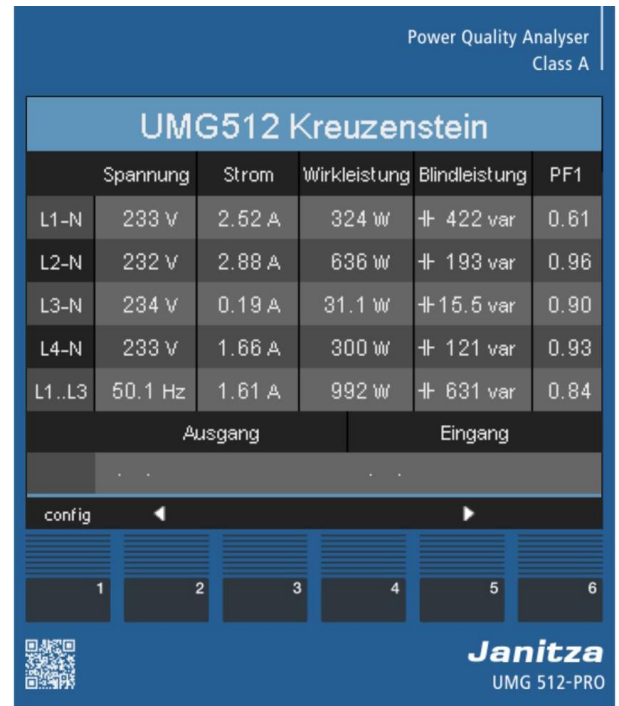 Power Quality Analyser
Class A
UMG512 Kreuzenstein
Spannung Strom Wirkleistung Blindleistung PF1
L1-N 233 V 2.52 A 324 W ⊣⊢ 422 var 0.61
L2-N 232 V 2.88 A 636 W ⊣⊢ 193 var 0.96
L3-N 234 V 0.19 A 31.1 W ⊣⊢ 15.5 var 0.90
L4-N 233 V 1.66 A 300 W ⊣⊢ 121 var 0.93
L1..L3 50.1 Hz 1.61 A 992 W ⊣⊢ 631 var 0.84
Ausgang Eingang
. . . .
config ◀ ▶
1 2 3 4 5 6
Janitza
UMG 512-PRO